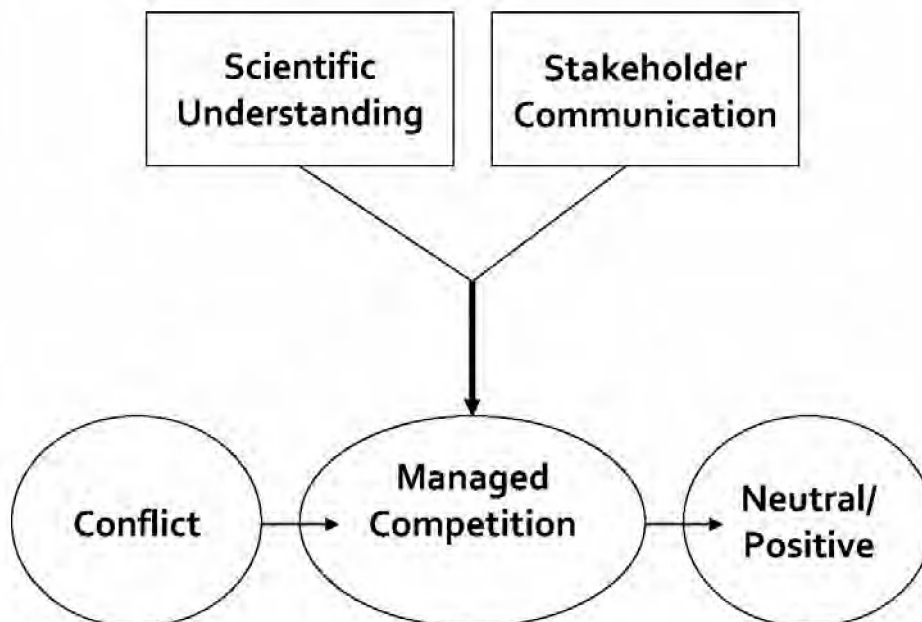 Scientific
Understanding
Stakeholder
Communication
Conflict
Managed
Competition
Neutral/
Positive